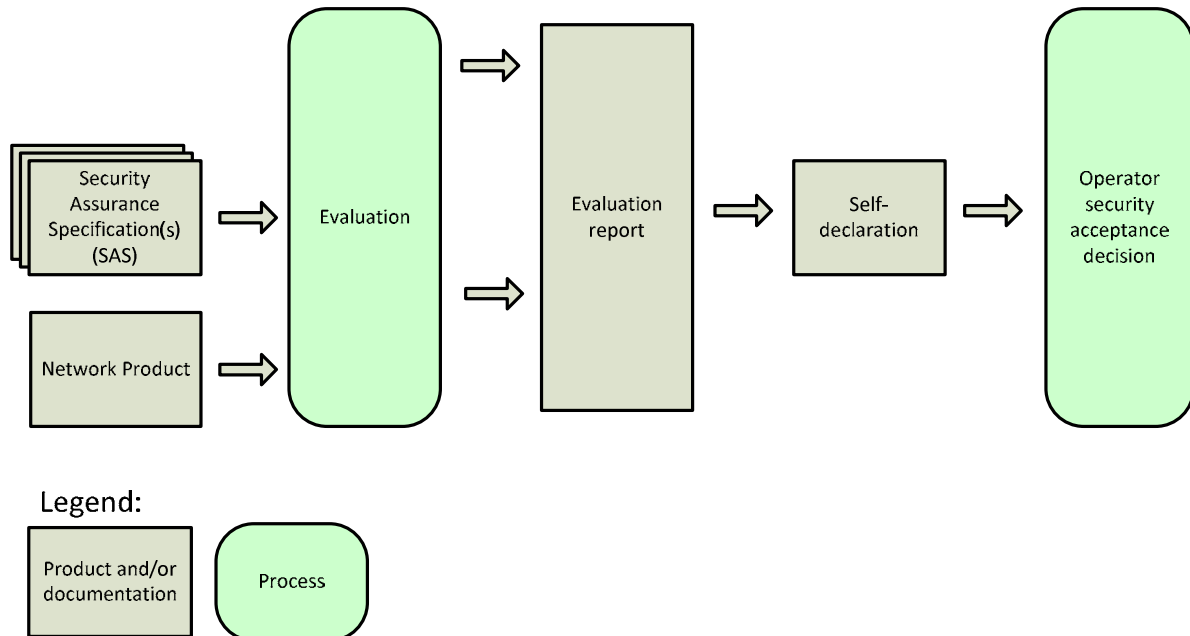 Security
Assurance
Specification(s)
(SAS)
Network Product
Evaluation
Evaluation
report
Self-
declaration
Operator
security
acceptance
decision
Legend:
Product and/or
documentation
Process